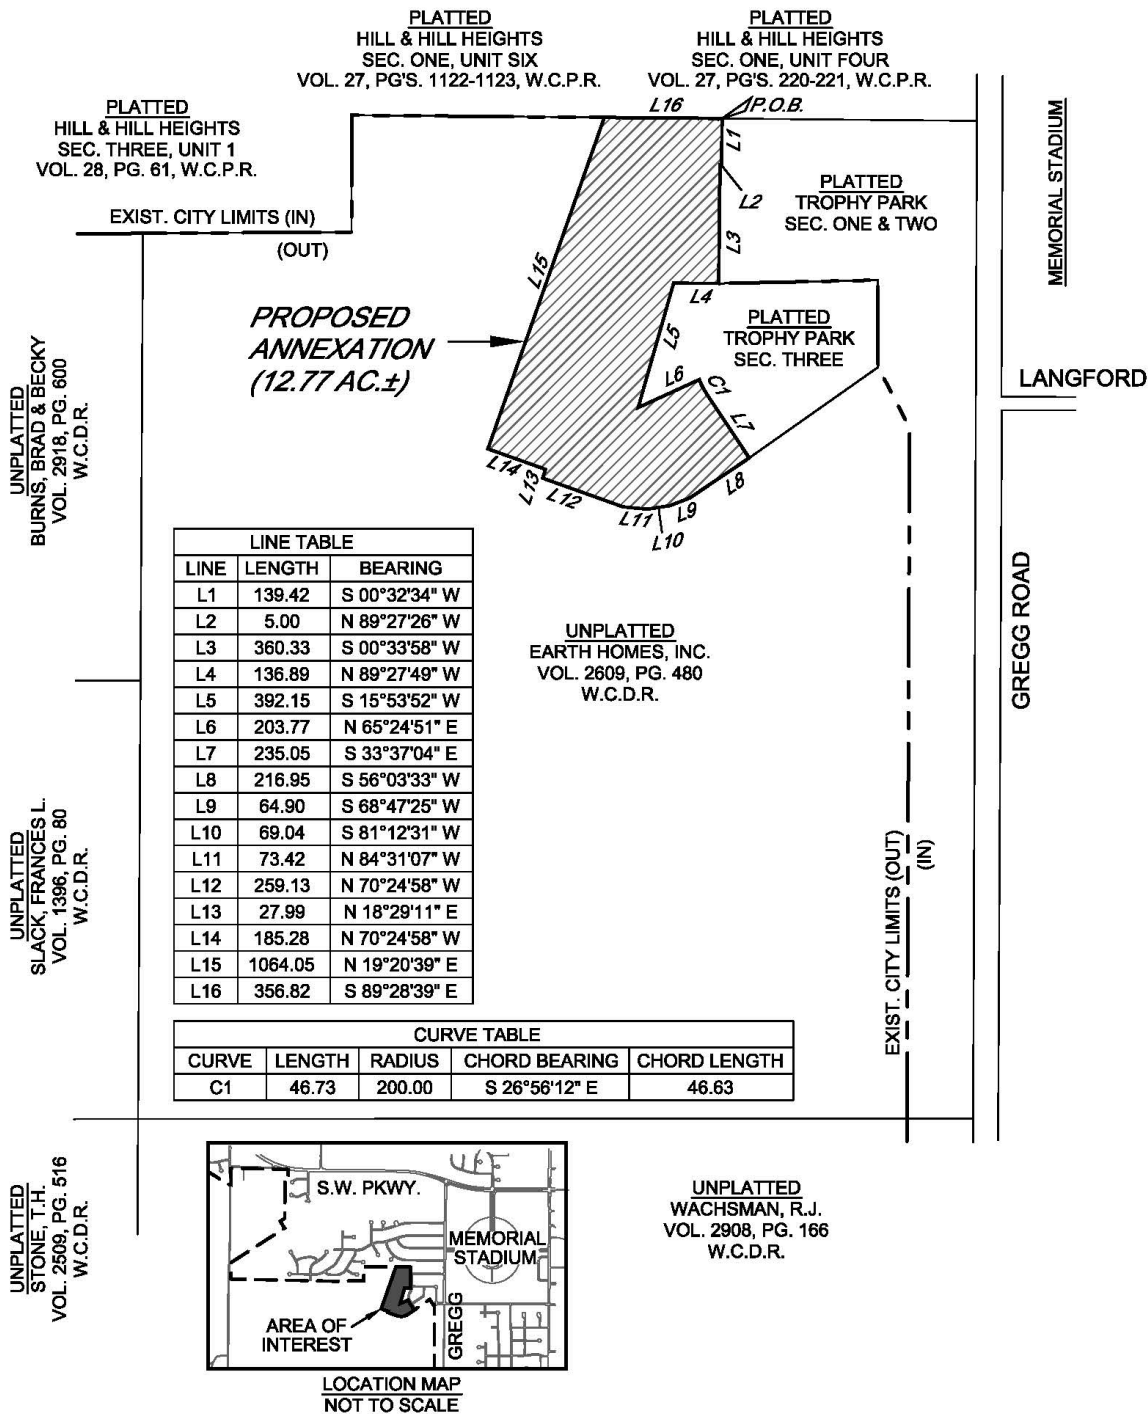 PLATTED
HILL & HILL HEIGHTS
SEC. ONE, UNIT SIX
VOL. 27, PG'S. 1122-1123, W.C.P.R.
PLATTED
HILL & HILL HEIGHTS
SEC. ONE, UNIT FOUR
VOL. 27, PG'S. 220-221, W.C.P.R.
PLATTED
HILL & HILL HEIGHTS
SEC. THREE, UNIT 1
VOL. 28, PG. 61, W.C.P.R.
L16
P.O.B.
L1
L2
L3
PLATTED
TROPHY PARK
SEC. ONE & TWO
MEMORIAL STADIUM
EXIST. CITY LIMITS (IN)
(OUT)
L15
L4
PROPOSED
ANNEXATION
(12.77 AC.±)
PLATTED
TROPHY PARK
SEC. THREE
L5
L6
C1
L7
LANGFORD
UNPLATTED
BURNS, BRAD & BECKY
VOL. 2918, PG. 600
W.C.D.R.
L14
L13
L12
L11
L10
L9
L8
LINE TABLE
LINE LENGTH BEARING
L1 139.42 S 00°32'34" W
L2 5.00 N 89°27'26" W
L3 360.33 S 00°33'58" W
L4 136.89 N 89°27'49" W
L5 392.15 S 15°53'52" W
L6 203.77 N 65°24'51" E
L7 235.05 S 33°37'04" E
L8 216.95 S 56°03'33" W
L9 64.90 S 68°47'25" W
L10 69.04 S 81°12'31" W
L11 73.42 N 84°31'07" W
L12 259.13 N 70°24'58" W
L13 27.99 N 18°29'11" E
L14 185.28 N 70°24'58" W
L15 1064.05 N 19°20'39" E
L16 356.82 S 89°28'39" E
UNPLATTED
EARTH HOMES, INC.
VOL. 2609, PG. 480
W.C.D.R.
GREGG ROAD
UNPLATTED
SLACK, FRANCES L.
VOL. 1396, PG. 80
W.C.D.R.
EXIST. CITY LIMITS (OUT)
(IN)
CURVE TABLE
CURVE LENGTH RADIUS CHORD BEARING CHORD LENGTH
C1 46.73 200.00 S 26°56'12" E 46.63
UNPLATTED
STONE, T.H.
VOL. 2509, PG. 516
W.C.D.R.
S.W. PKWY.
MEMORIAL
STADIUM
AREA OF
INTEREST
GREGG
LOCATION MAP
NOT TO SCALE
UNPLATTED
WACHSMAN, R.J.
VOL. 2908, PG. 166
W.C.D.R.